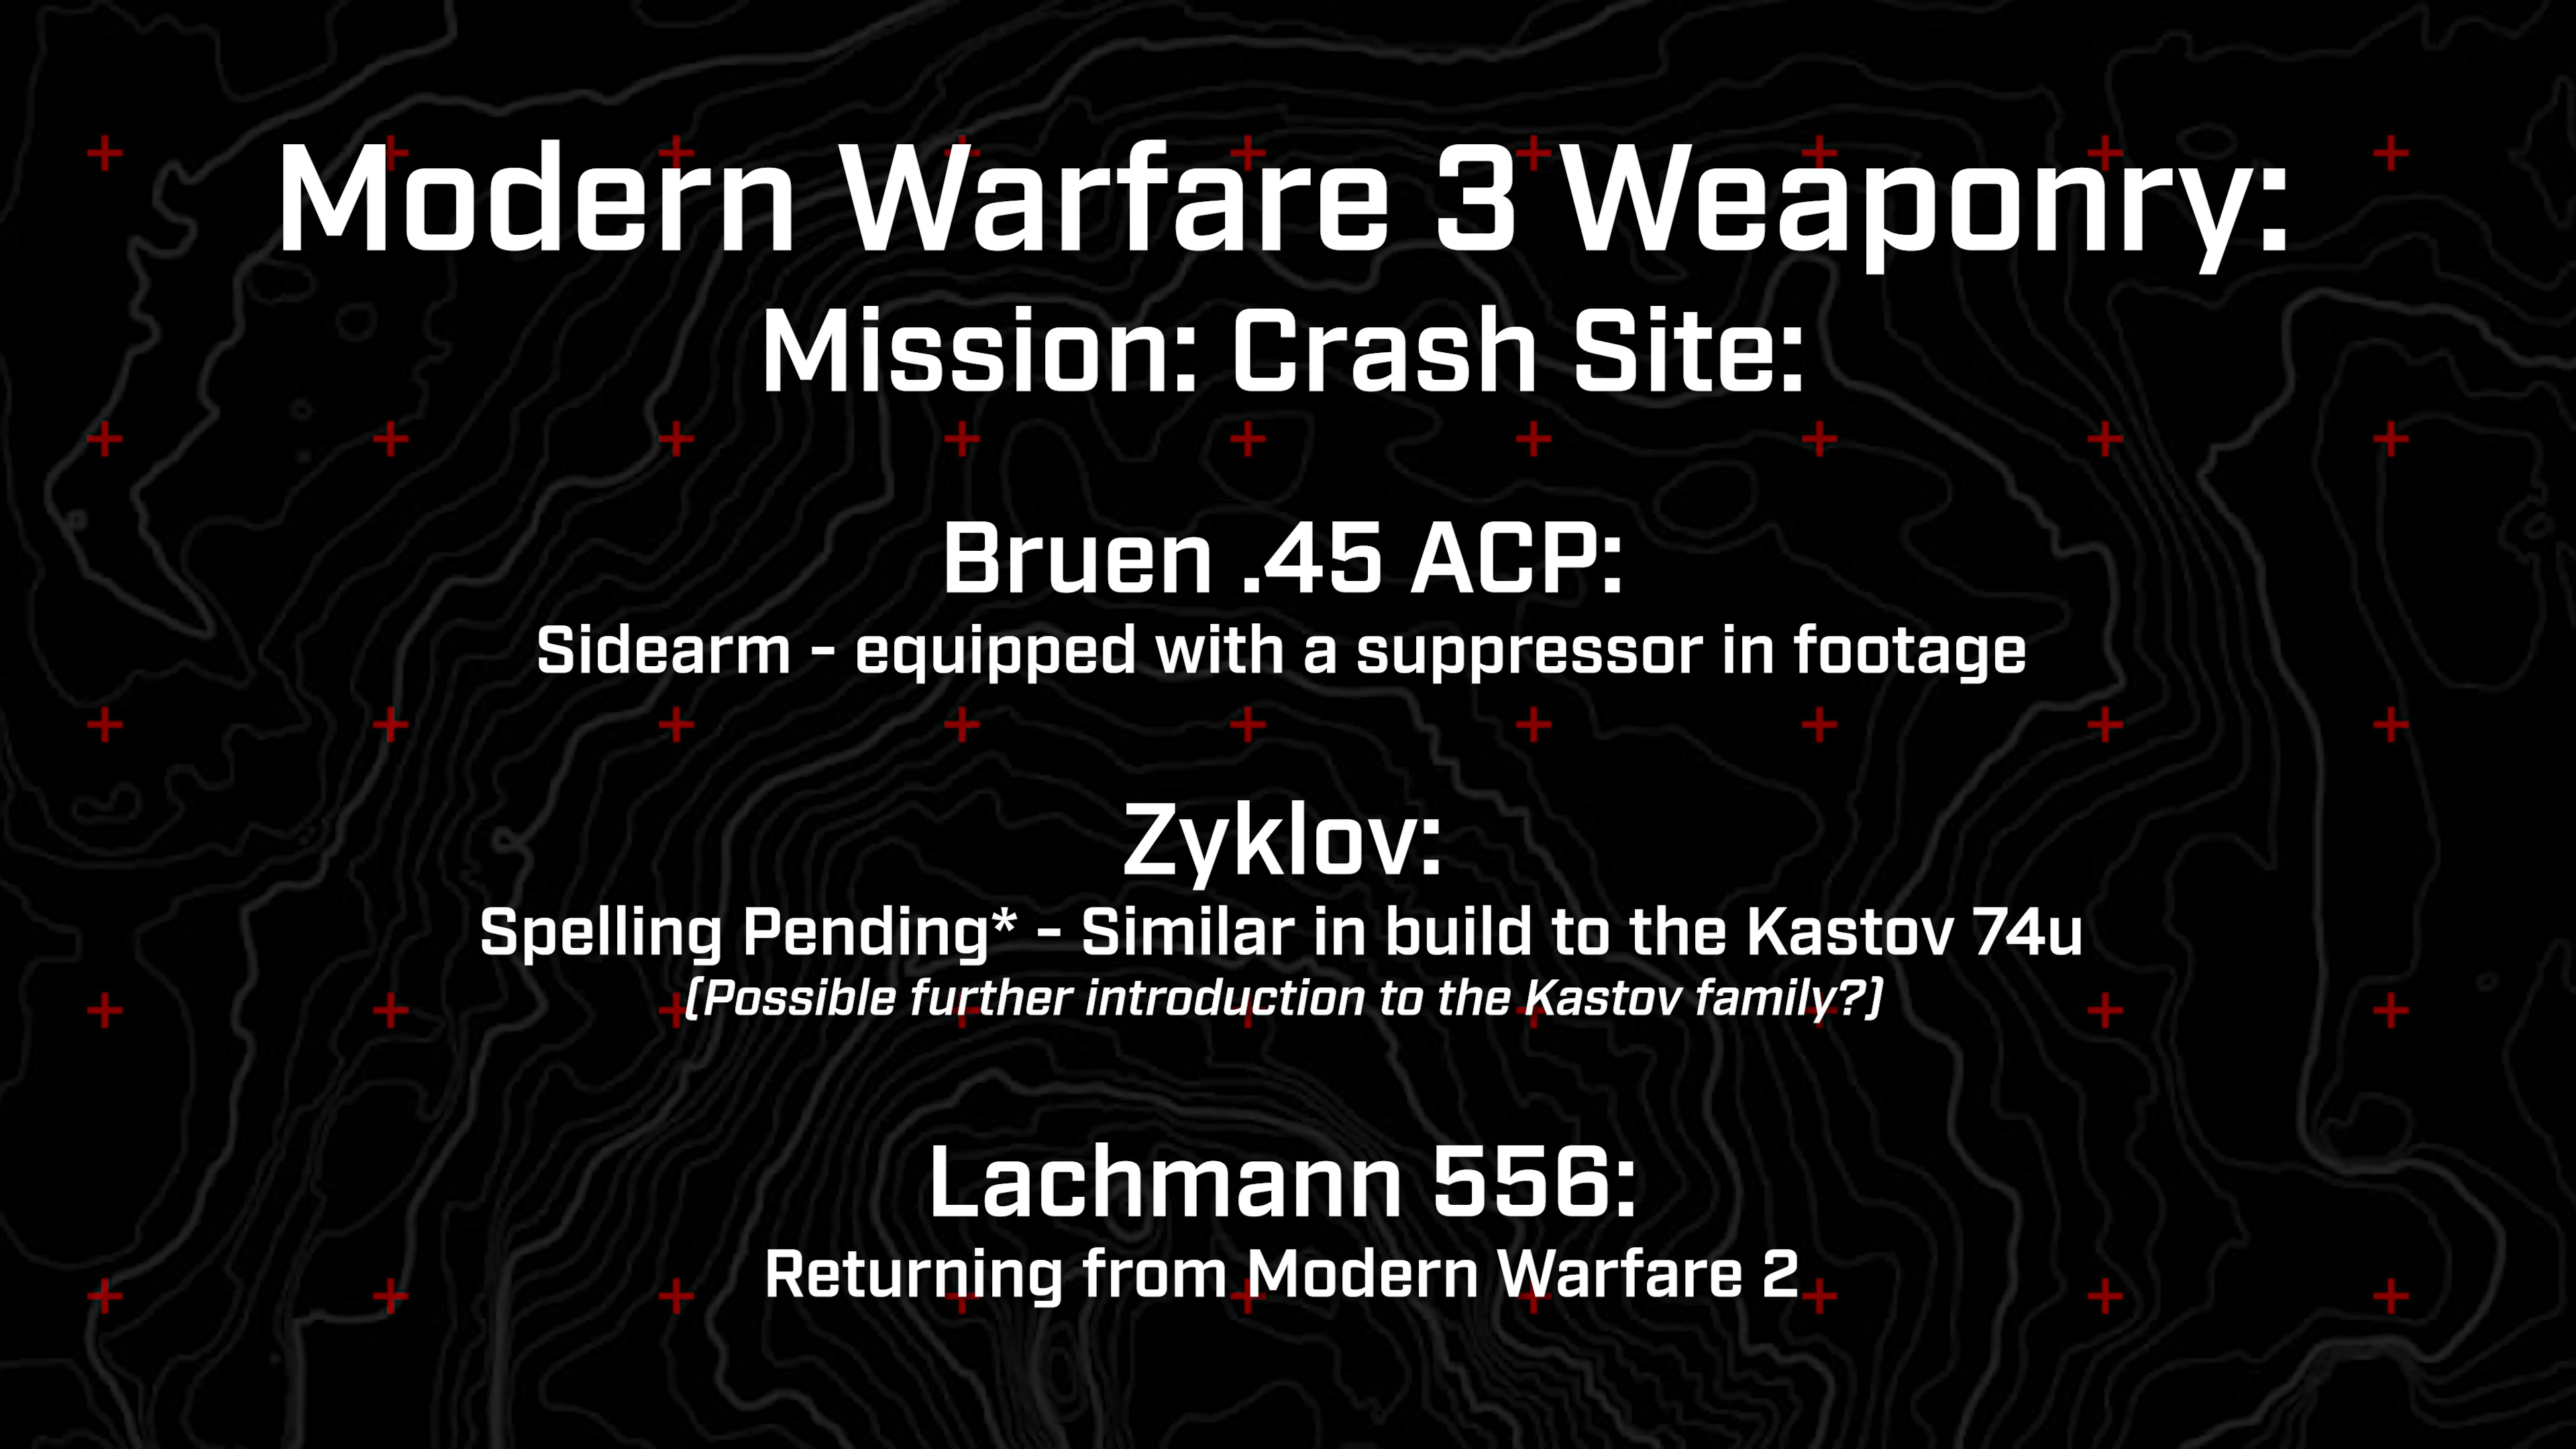 Modern Warfare 3 Weaponry:
Mission: Crash Site:
Bruen .45 ACP:
Sidearm - equipped with a suppressor in footage
Zyklov:
Spelling Pending* - Similar in build to the Kastov 74u
(Possible further introduction to the Kastov family?)
Lachmann 556:
Returning from Modern Warfare 2